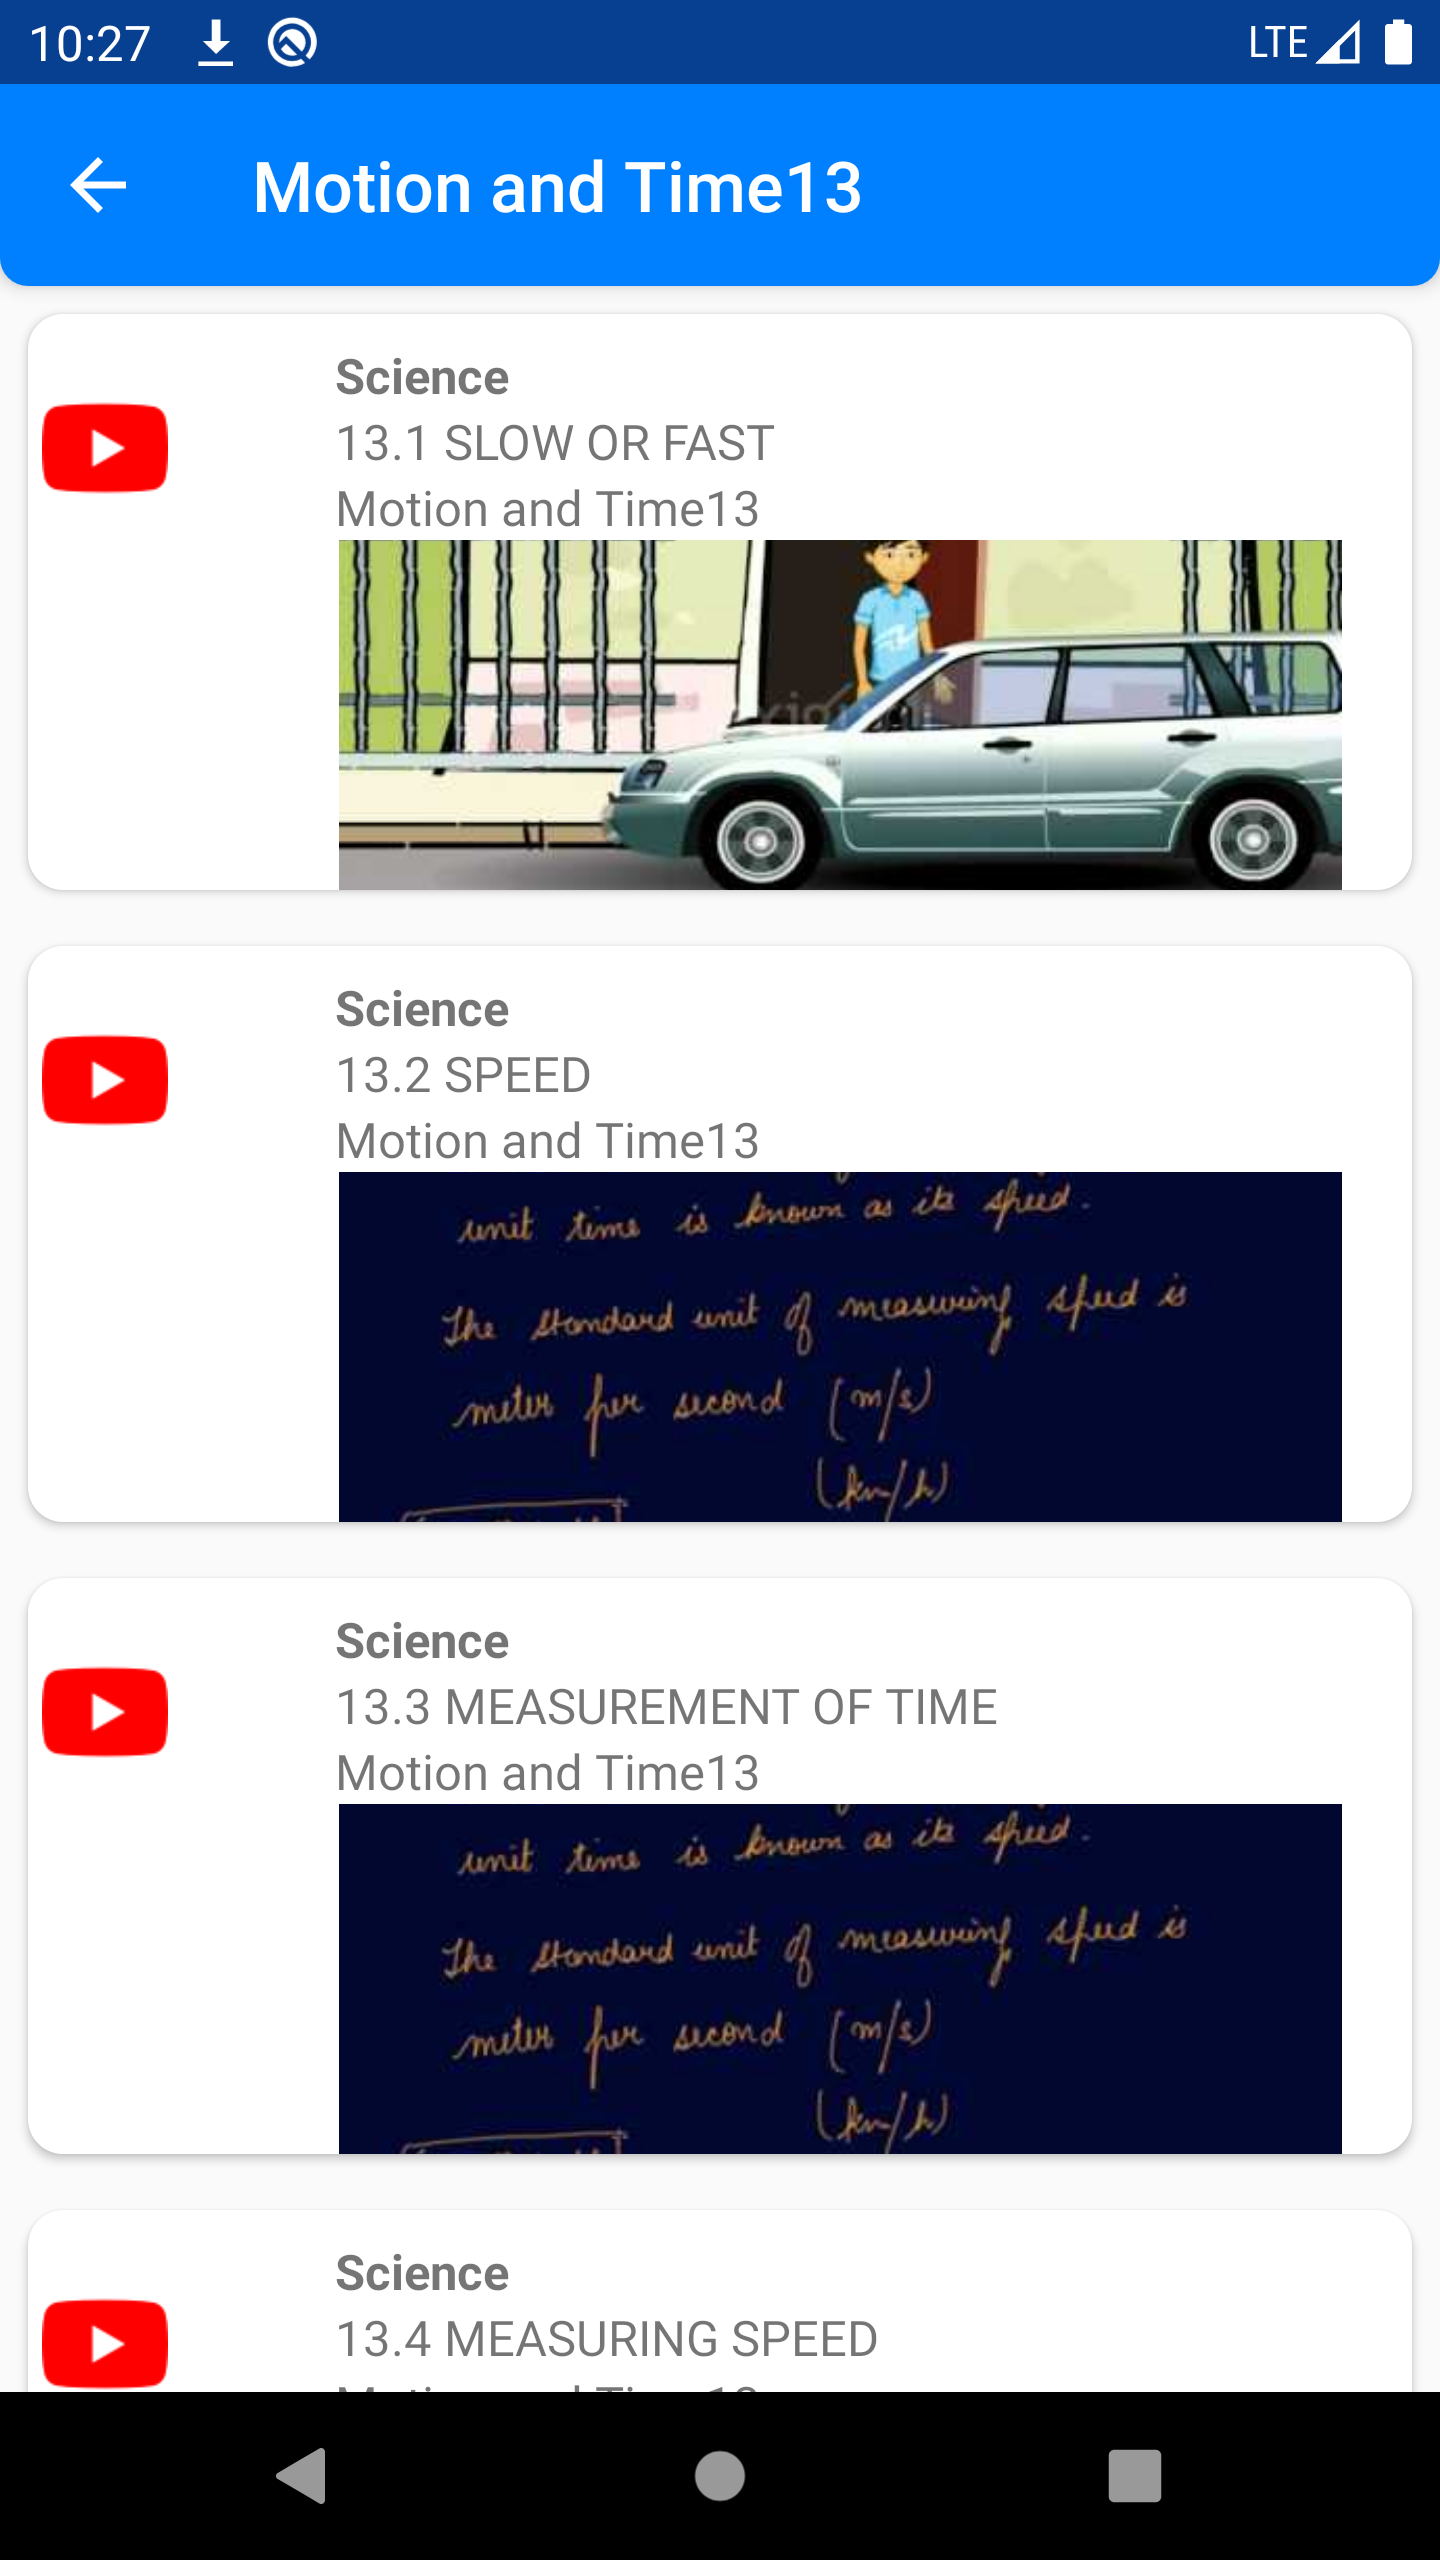 10:27
LTE
Motion and Time13
Science
13.1 SLOW OR FAST
Motion and Time13
Science
13.2 SPEED
Motion and Time13
unit time is known as its speed.
The standard unit of measuring speed is
meter per second (m/s)
(km/h)
Science
13.3 MEASUREMENT OF TIME
Motion and Time13
unit time is known as its speed.
The standard unit of measuring speed is
meter per second (m/s)
(km/h)
Science
13.4 MEASURING SPEED